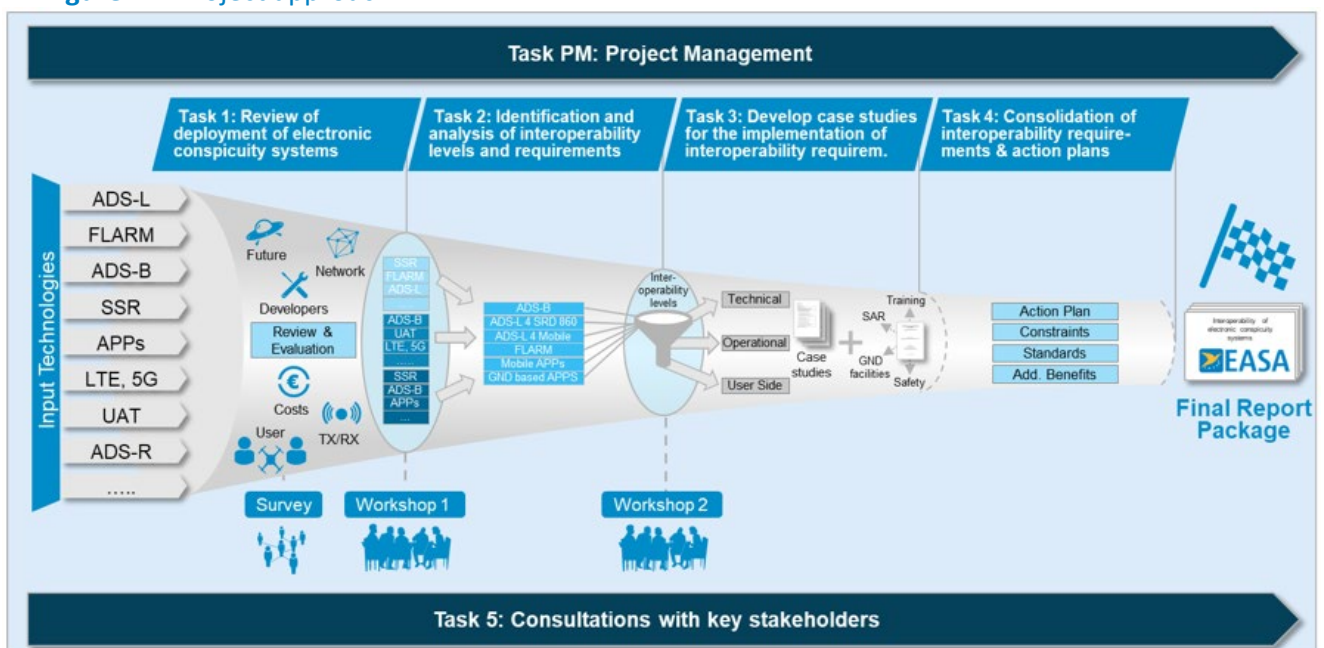 Task PM: Project Management
Task 1: Review of
deployment of electronic
conspicuity systems
Task 2: Identification and
analysis of interoperability
levels and requirements
Task 3: Develop case studies
for the implementation of
interoperability requirem.
Task 4: Consolidation of
interoperability require-
ments & action plans
Input Technologies
ADS-L
FLARM
ADS-B
SSR
APPs
LTE, 5G
UAT
ADS-R
.....
Future
Network
Developers
Review &
Evaluation
Costs
TX/RX
User
SSR
FLARM
ADS-L
ADS-B
UAT
LTE, 5G
.....
SSR
ADS-B
APPs
...
ADS-B
ADS-L 4 SRD 860
ADS-L 4 Mobile
FLARM
Mobile APPs
GND based APPS
Inter-
operability
levels
Technical
Operational
User Side
Case
studies
Training
SAR
GND
facilities
Safety
Action Plan
Constraints
Standards
Add. Benefits
Interoperability of
electronic conspicuity
systems
EASA
Final Report
Package
Survey
Workshop 1
Workshop 2
Task 5: Consultations with key stakeholders